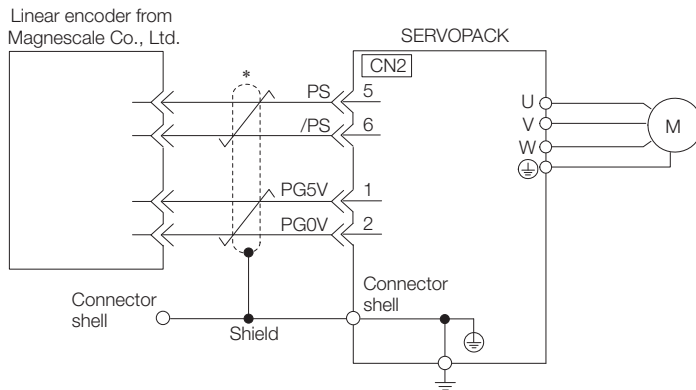 Linear encoder from
Magnescale Co., Ltd.
SERVOPACK
CN2
*
PS 5
/PS 6
PG5V 1
PG0V 2
U
V
W
M
Connector
shell
Shield
Connector
shell